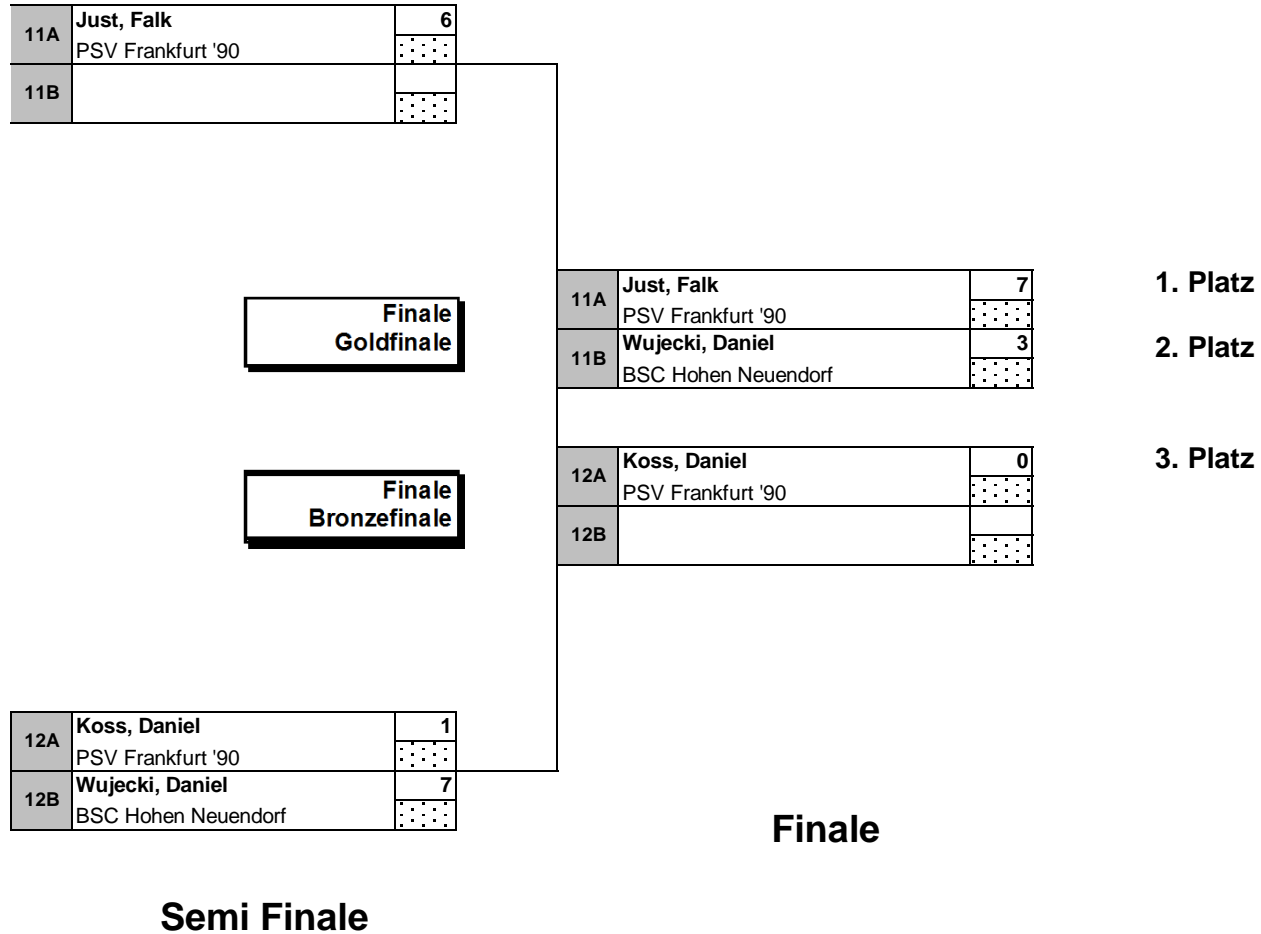 11A Just, Falk 6
PSV Frankfurt '90
11B
Finale
Goldfinale
11A Just, Falk 7 1. Platz
PSV Frankfurt '90
11B Wujecki, Daniel 3 2. Platz
BSC Hohen Neuendorf
Finale
Bronzefinale
12A Koss, Daniel 0 3. Platz
PSV Frankfurt '90
12B
12A Koss, Daniel 1
PSV Frankfurt '90
12B Wujecki, Daniel 7
BSC Hohen Neuendorf
Finale
Semi Finale